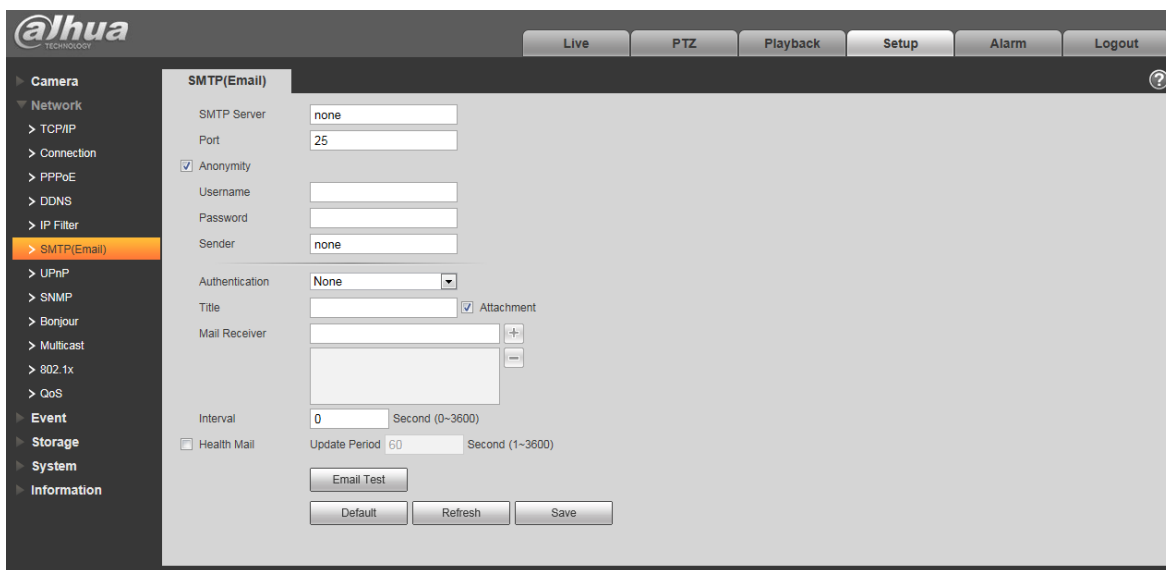 alhua
TECHNOLOGY
Live
PTZ
Playback
Setup
Alarm
Logout
Camera
Network
> TCP/IP
> Connection
> PPPoE
> DDNS
> IP Filter
> SMTP(Email)
> UPnP
> SNMP
> Bonjour
> Multicast
> 802.1x
> QoS
Event
Storage
System
Information
SMTP(Email)
?
SMTP Server none
Port 25
Anonymity
Username
Password
Sender none
Authentication None
Title Attachment
Mail Receiver +
−
Interval 0 Second (0~3600)
Health Mail Update Period 60 Second (1~3600)
Email Test
Default Refresh Save